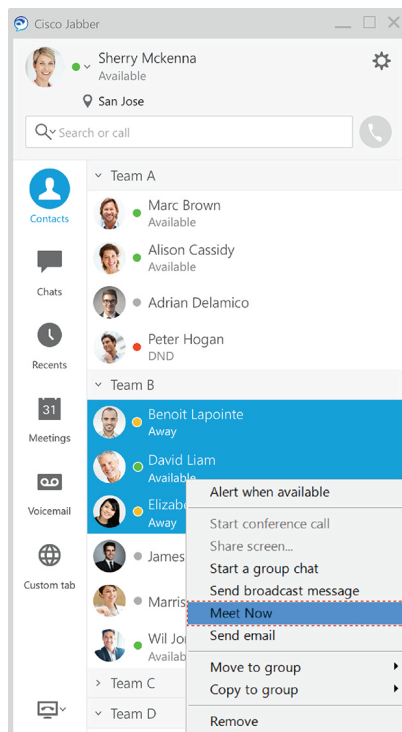 Cisco Jabber
Sherry Mckenna
Available
San Jose
Search or call
Contacts
Chats
Recents
31
Meetings
Voicemail
Custom tab
Team A
Marc Brown
Available
Alison Cassidy
Available
Adrian Delamico
Peter Hogan
DND
Team B
Benoit Lapointe
Away
David Liam
Available
Away
James
Wil
Team C
Team D
Alert when available
Start conference call
Share screen...
Start a group chat
Send broadcast message
Meet Now
Send email
Move to group
Copy to group
Remove